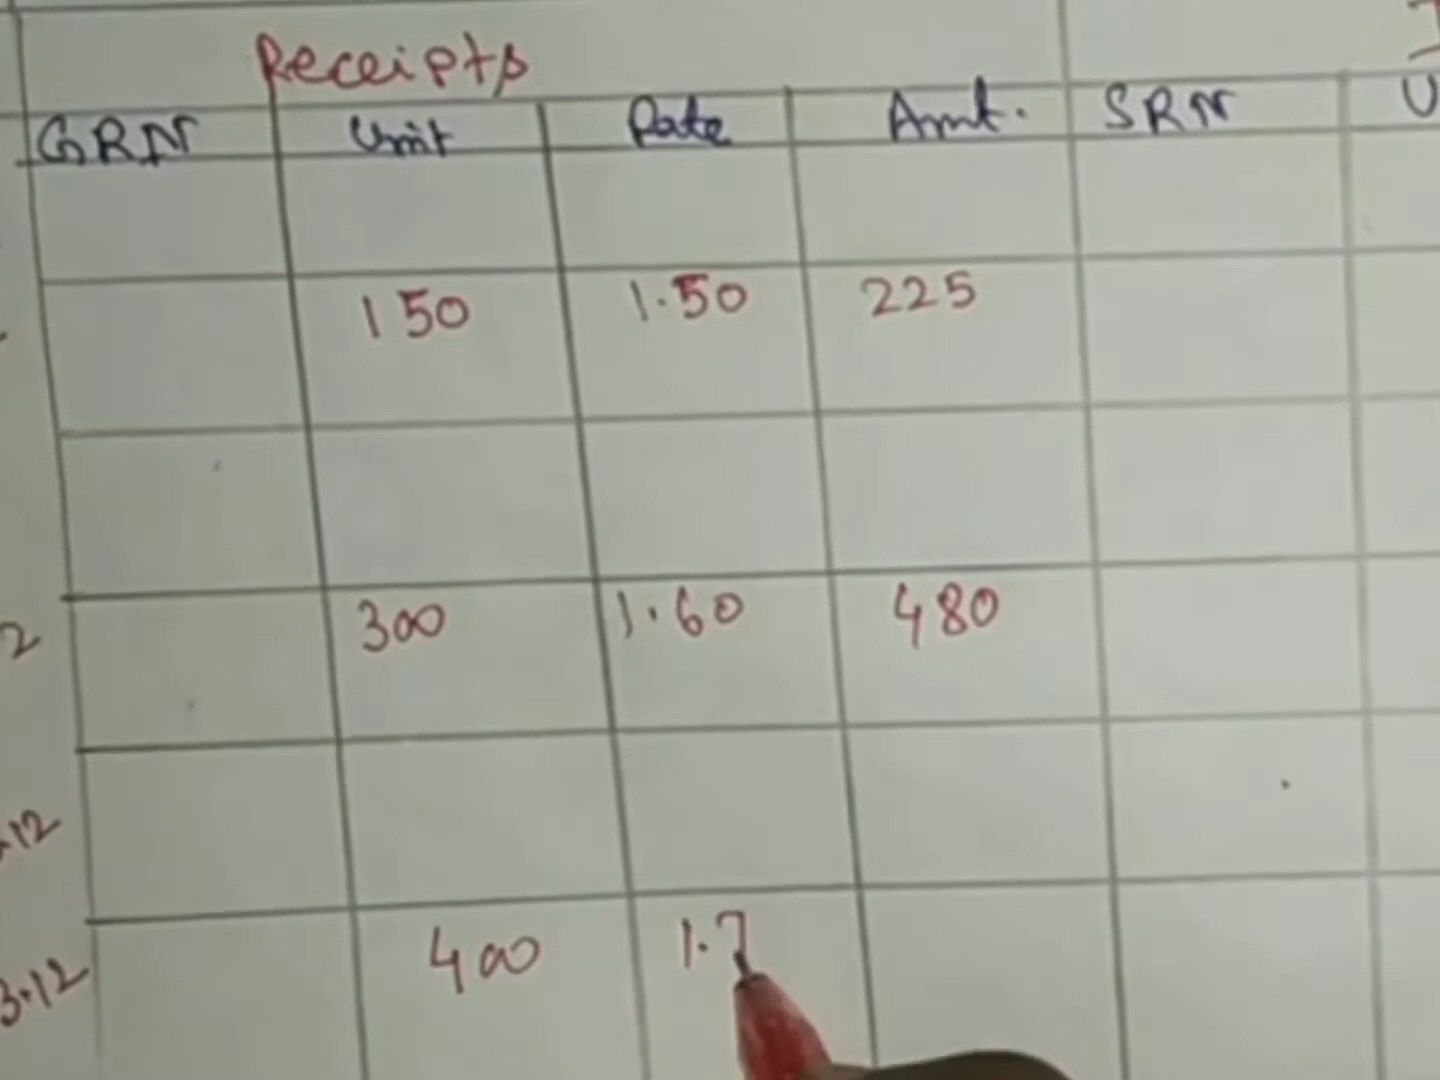 Receipts
GRN Unit Rate Amt. SRN U
150 1.50 225
300 1.60 480
2
.12
400 1.7
3.12